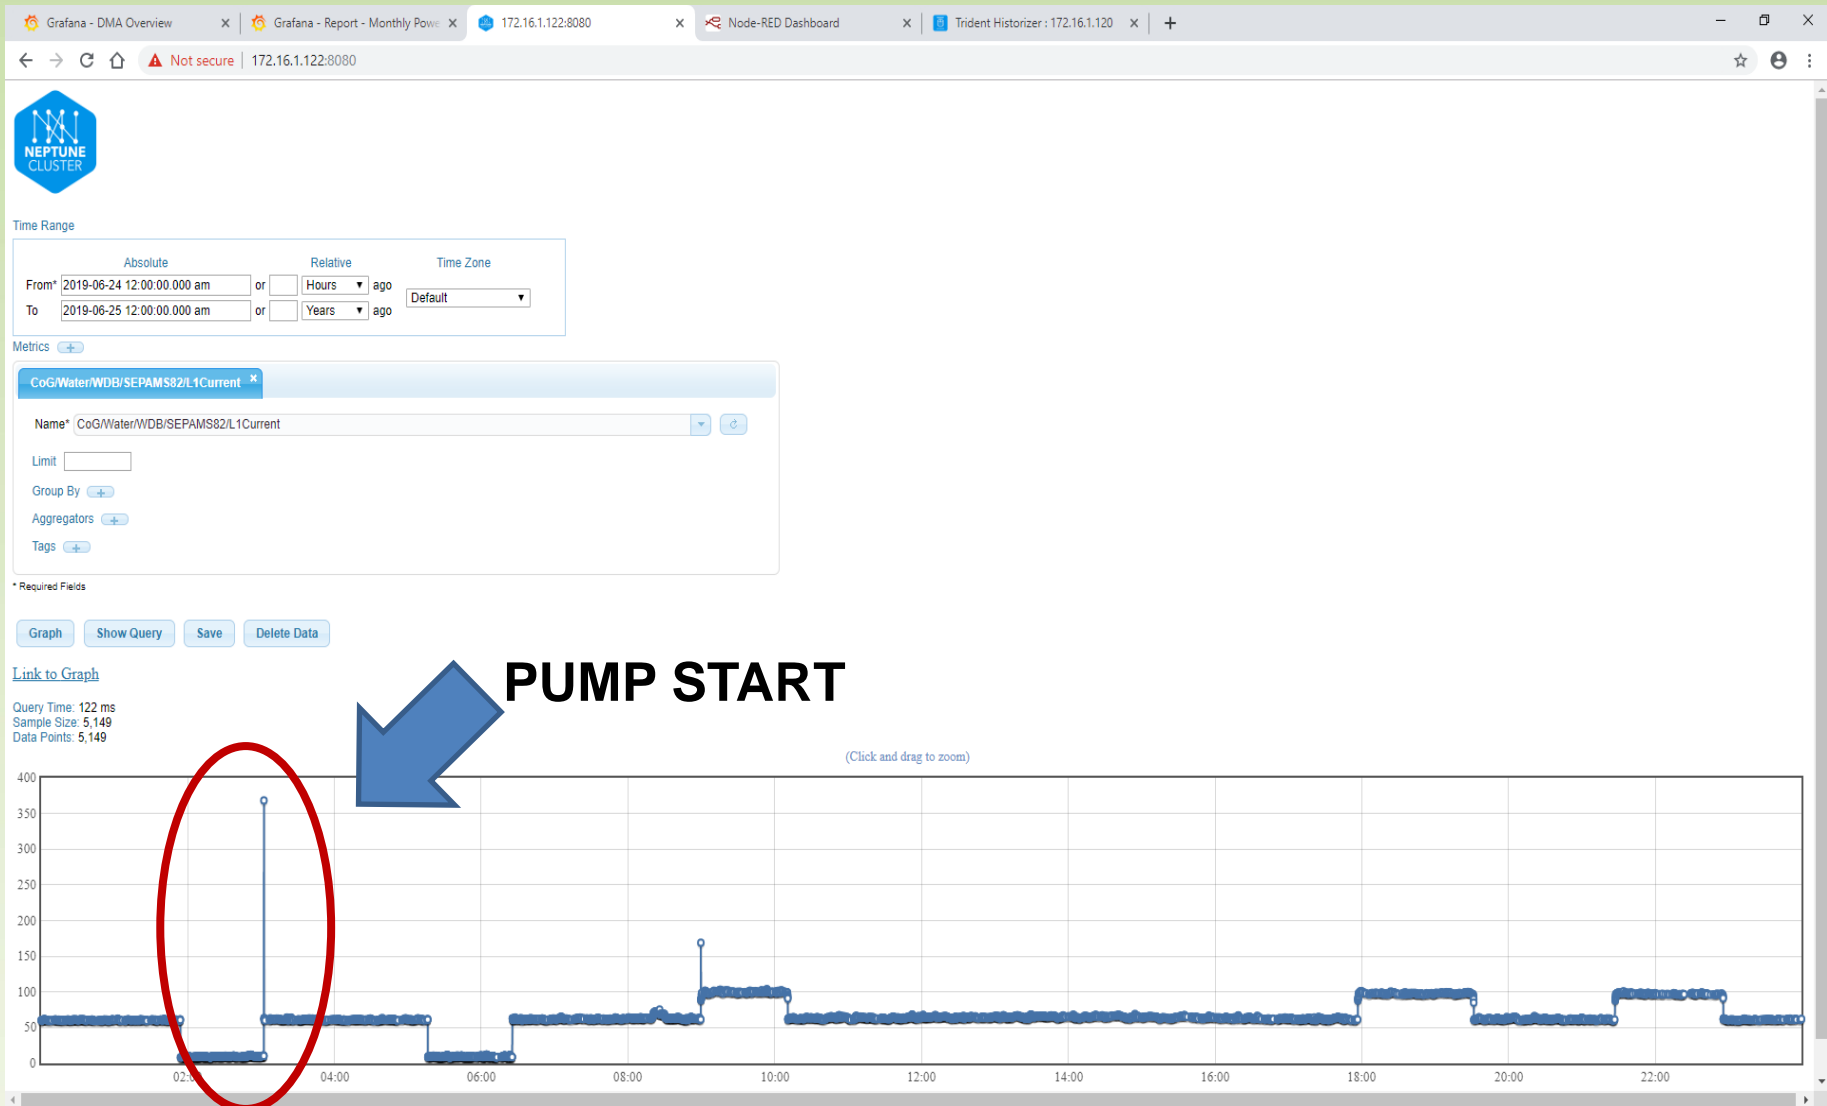 Grafana - DMA Overview
Grafana - Report - Monthly Powe
172.16.1.122:8080
Node-RED Dashboard
Trident Historizer : 172.16.1.120
Not secure
172.16.1.122:8080
NEPTUNE
CLUSTER
Time Range
Absolute Relative Time Zone
From* 2019-06-24 12:00:00.000 am or Hours ago
Default
To 2019-06-25 12:00:00.000 am or Years ago
Metrics
CoG/Water/WDB/SEPAMS82/L1Current
Name* CoG/Water/WDB/SEPAMS82/L1Current
Limit
Group By
Aggregators
Tags
* Required Fields
Graph Show Query Save Delete Data
Link to Graph
PUMP START
Query Time: 122 ms
Sample Size: 5,149
Data Points: 5,149
(Click and drag to zoom)
400
350
300
250
200
150
100
50
0
02:00 04:00 06:00 08:00 10:00 12:00 14:00 16:00 18:00 20:00 22:00